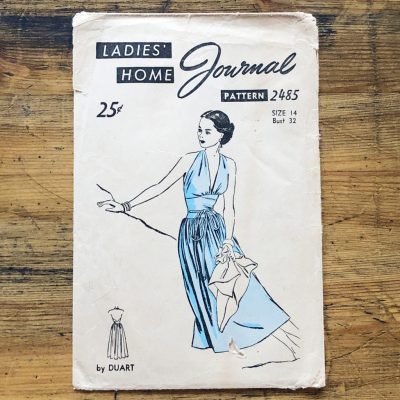 LADIES'
HOME
Journal
25¢
PATTERN 2485
SIZE 14
Bust 32
by DUART